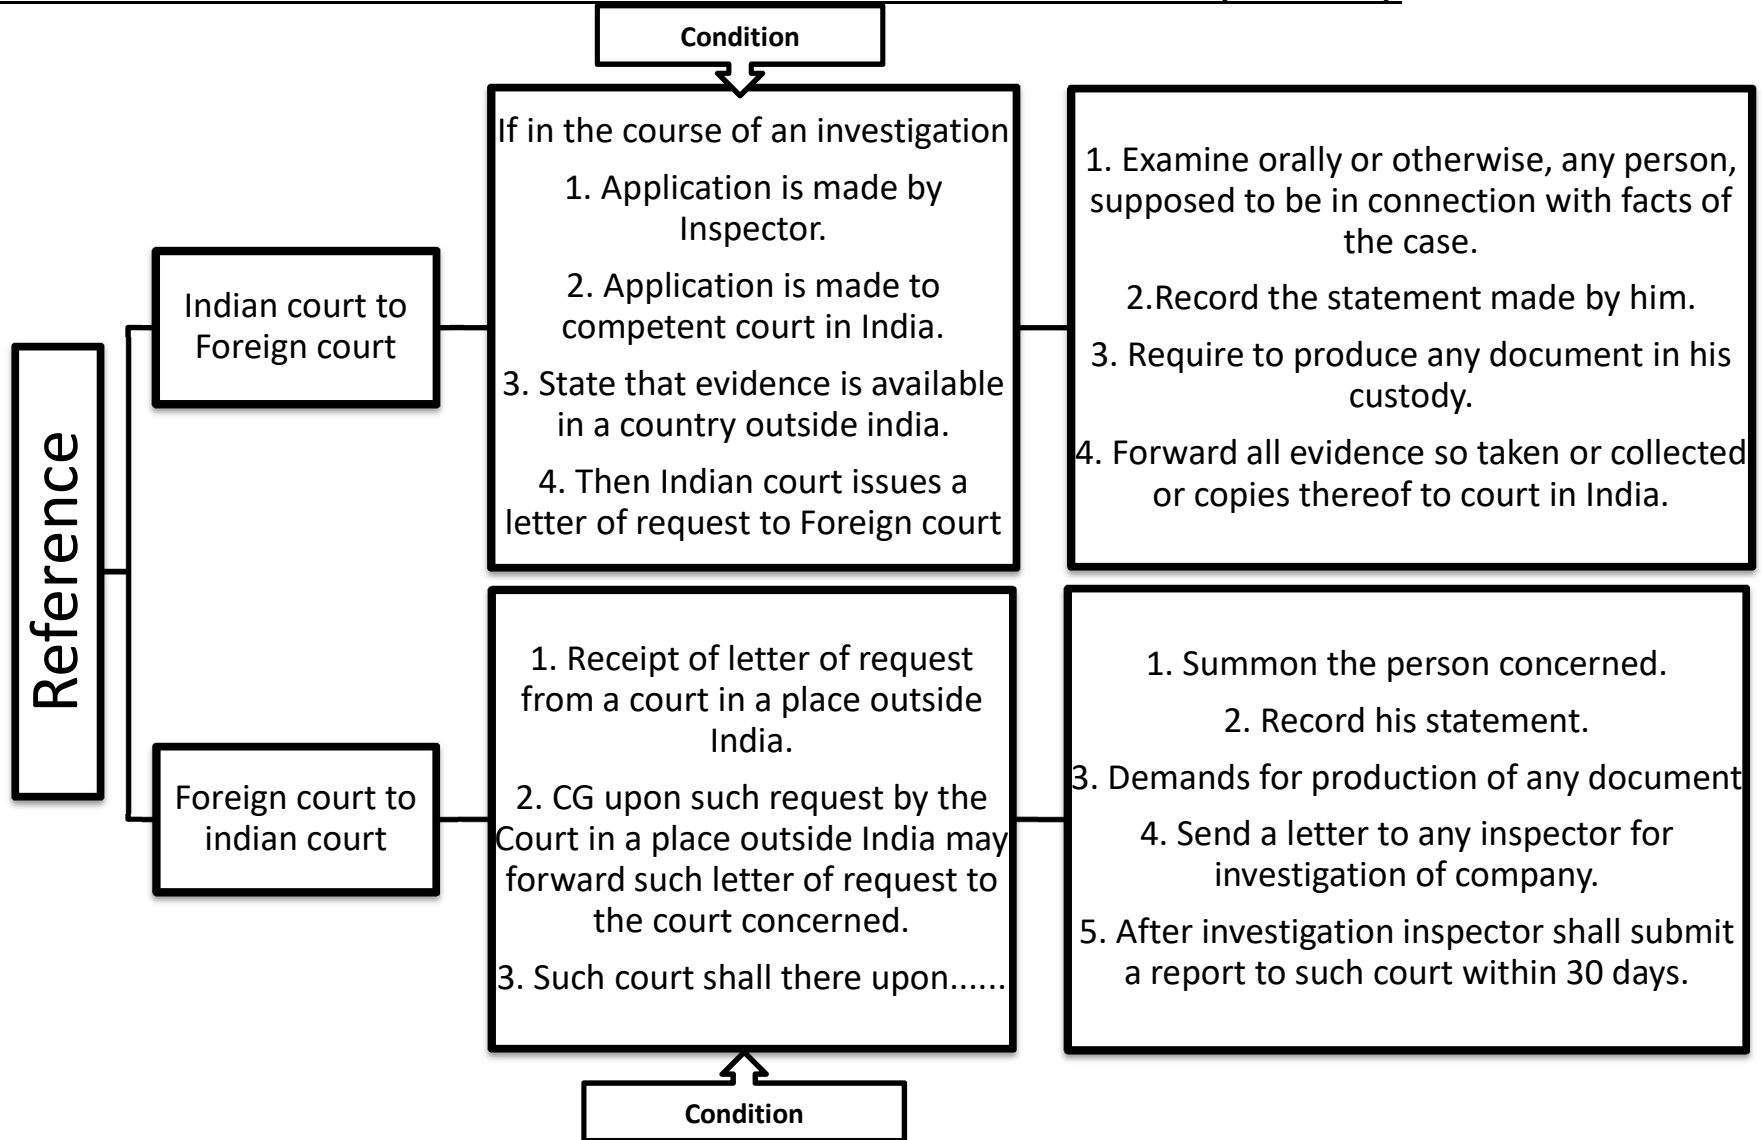 Condition
If in the course of an investigation
1. Application is made by
Inspector.
2. Application is made to
competent court in India.
3. State that evidence is available
in a country outside india.
4. Then Indian court issues a
letter of request to Foreign court
1. Examine orally or otherwise, any person,
supposed to be in connection with facts of
the case.
2.Record the statement made by him.
3. Require to produce any document in his
custody.
4. Forward all evidence so taken or collected
or copies thereof to court in India.
Indian court to
Foreign court
Reference
Foreign court to
indian court
1. Receipt of letter of request
from a court in a place outside
India.
2. CG upon such request by the
Court in a place outside India may
forward such letter of request to
the court concerned.
3. Such court shall there upon......
1. Summon the person concerned.
2. Record his statement.
3. Demands for production of any document
4. Send a letter to any inspector for
investigation of company.
5. After investigation inspector shall submit
a report to such court within 30 days.
Condition